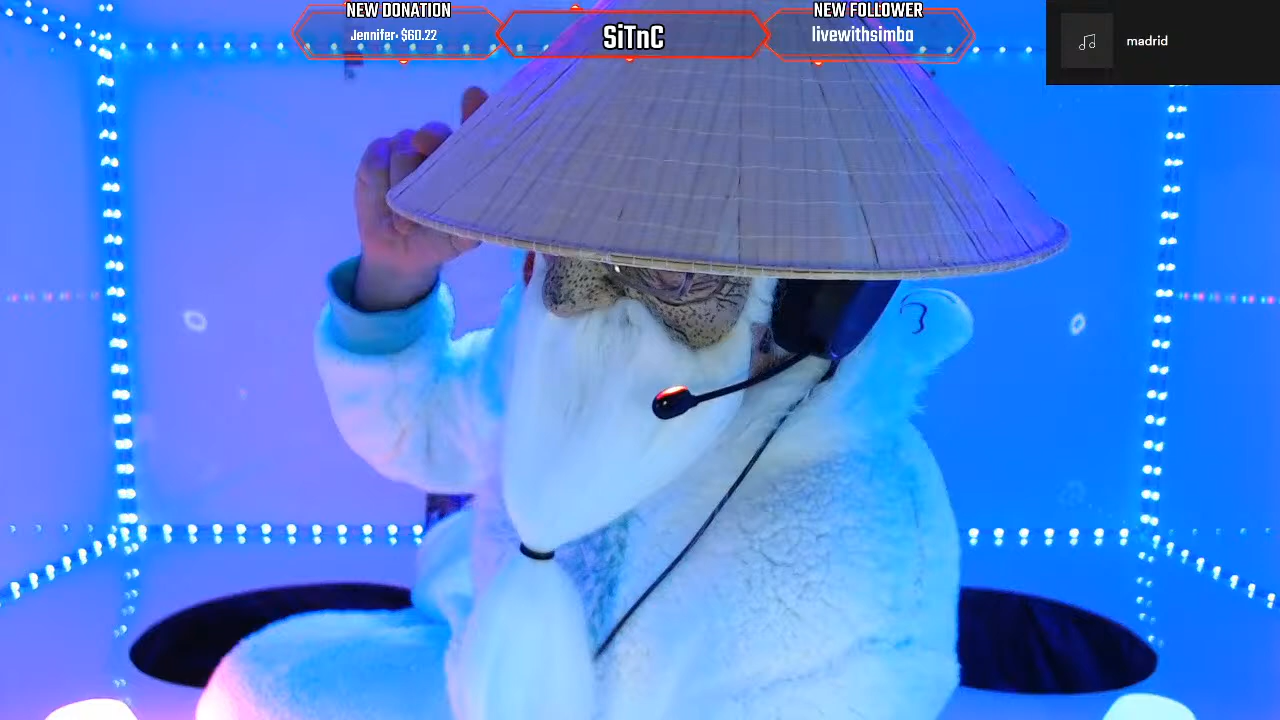 NEW DONATION
Jennifer: $60.22
SiTnC
NEW FOLLOWER
livewithsimba
madrid